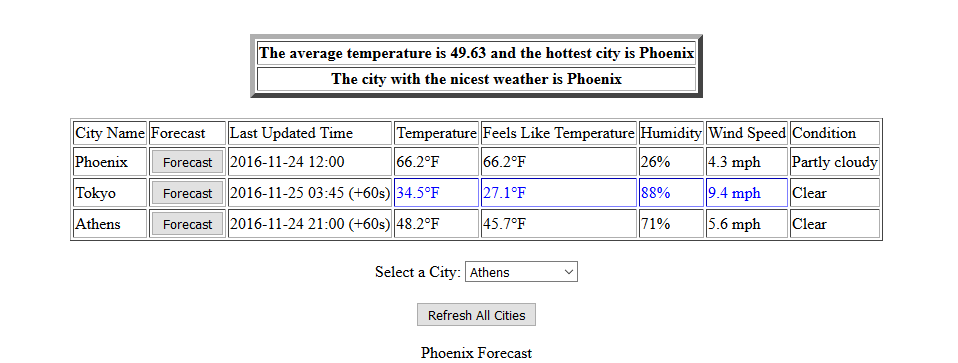 The average temperature is 49.63 and the hottest city is Phoenix
The city with the nicest weather is Phoenix
City Name Forecast Last Updated Time Temperature Feels Like Temperature Humidity Wind Speed Condition
Phoenix Forecast 2016-11-24 12:00 66.2°F 66.2°F 26% 4.3 mph Partly cloudy
Tokyo Forecast 2016-11-25 03:45 (+60s) 34.5°F 27.1°F 88% 9.4 mph Clear
Athens Forecast 2016-11-24 21:00 (+60s) 48.2°F 45.7°F 71% 5.6 mph Clear
Select a City: Athens
Refresh All Cities
Phoenix Forecast